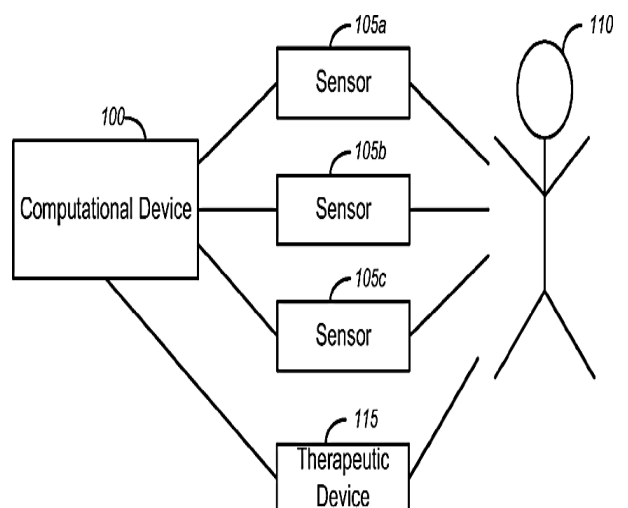 105a
110
Sensor
100
105b
Computational Device
Sensor
105c
Sensor
115
Therapeutic
Device